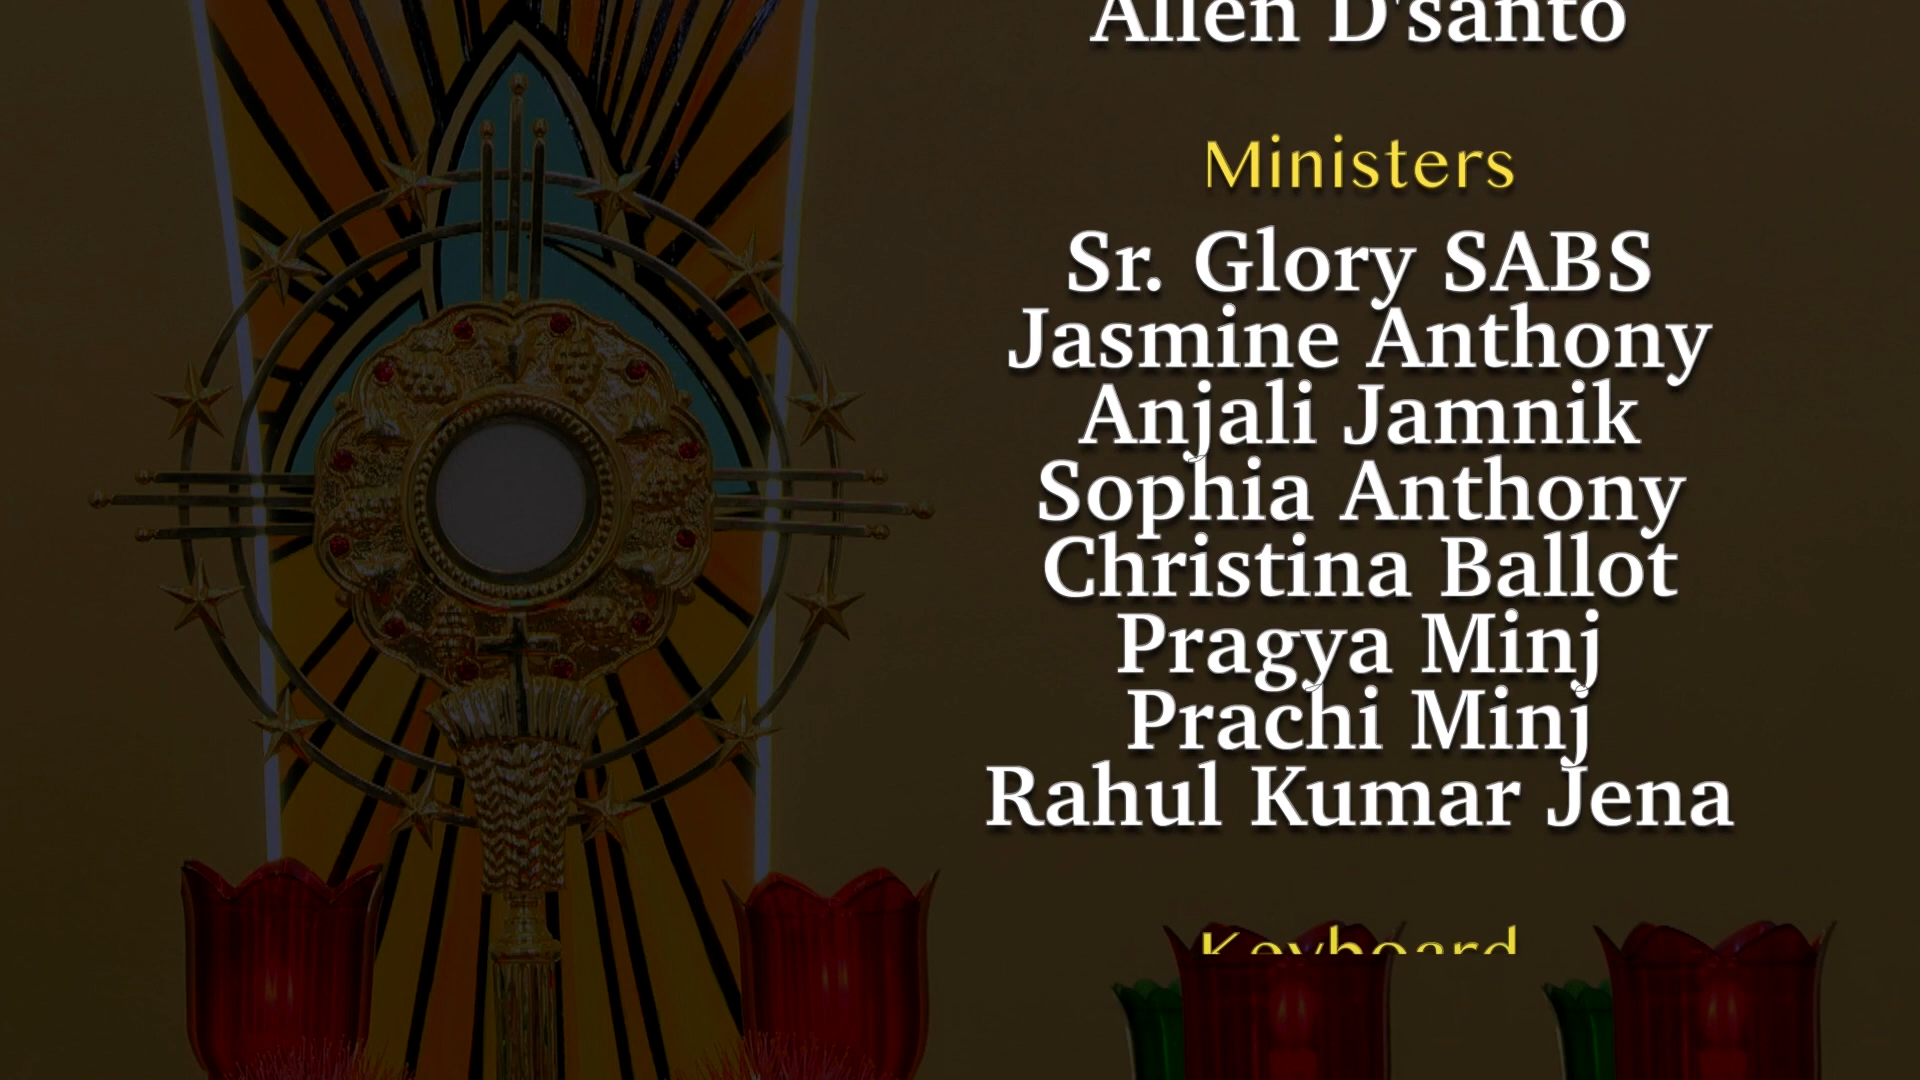 Allen D'santo
Ministers
Sr. Glory SABS
Jasmine Anthony
Anjali Jamnik
Sophia Anthony
Christina Ballot
Pragya Minj
Prachi Minj
Rahul Kumar Jena
Keyboard